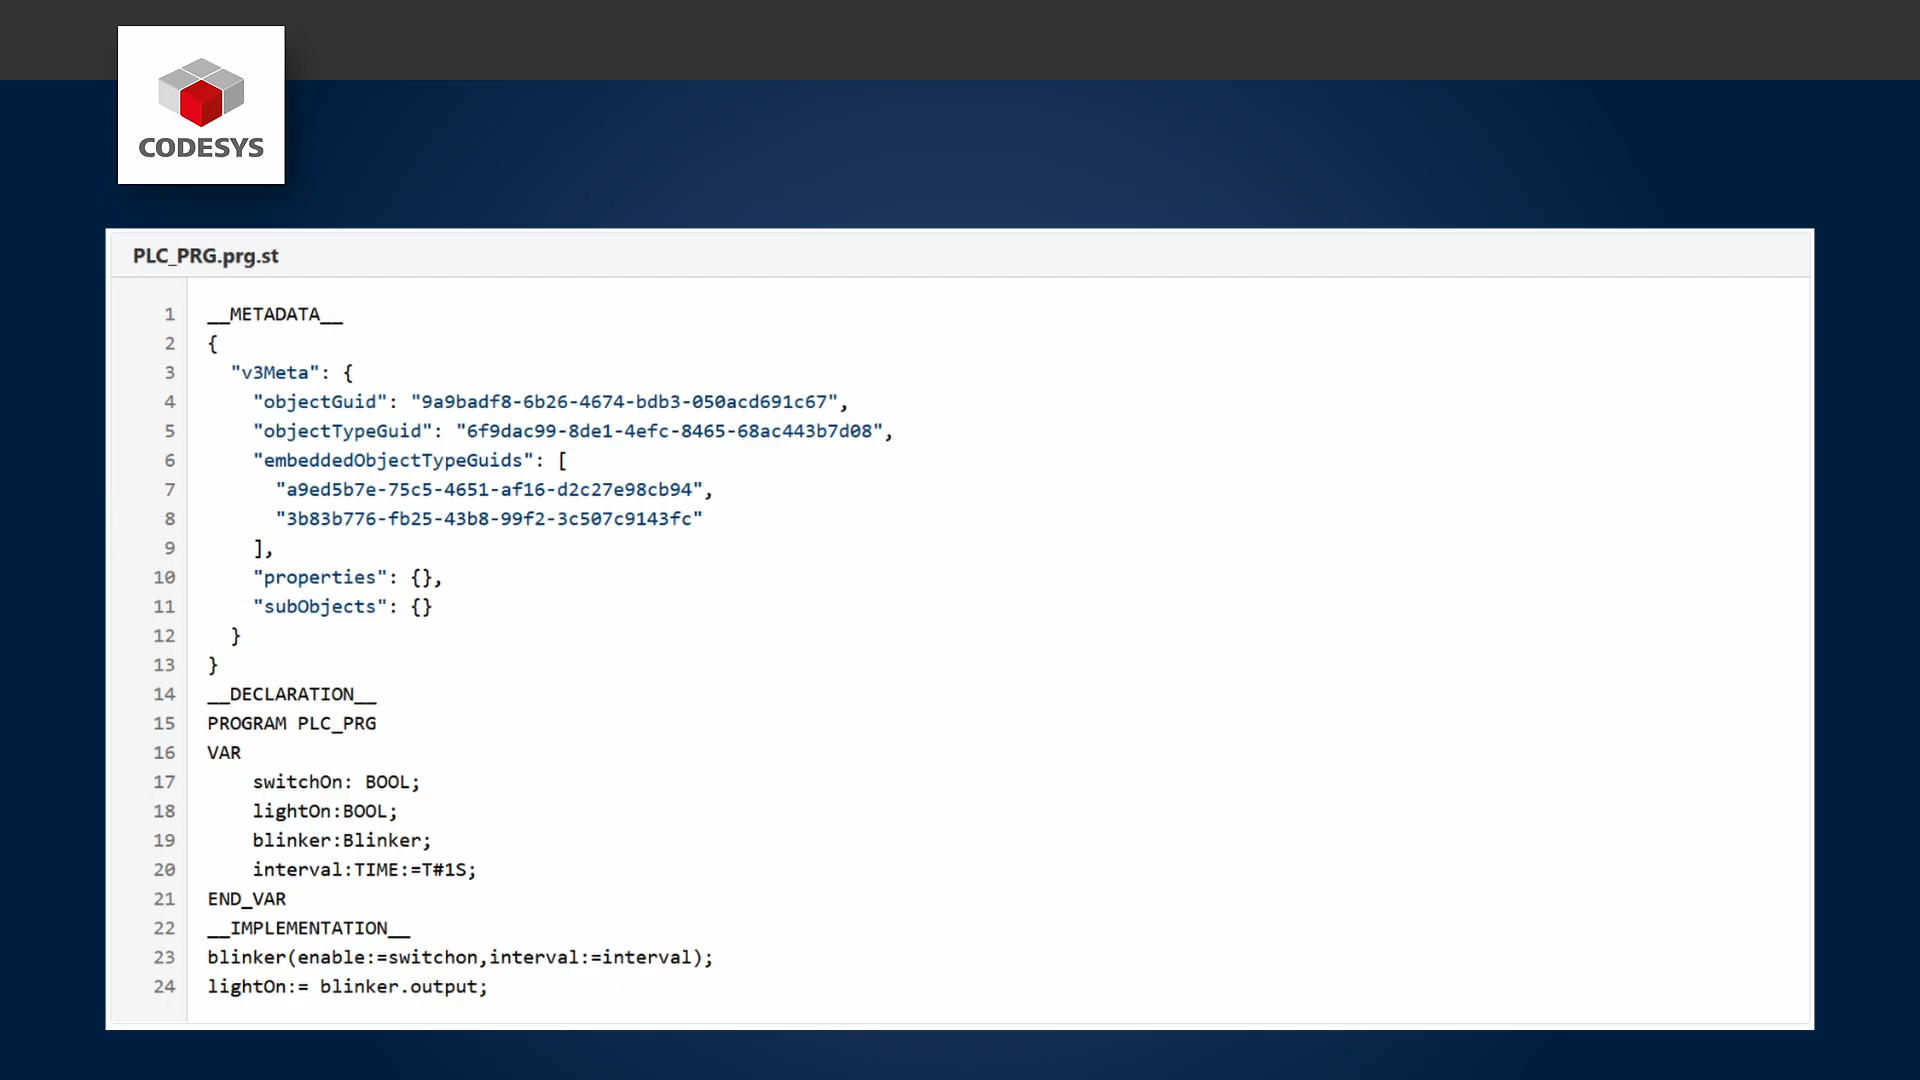 CODESYS
PLC_PRG.prg.st
1 __METADATA__
2 {
3   "v3Meta": {
4     "objectGuid": "9a9badf8-6b26-4674-bdb3-050acd691c67",
5     "objectTypeGuid": "6f9dac99-8de1-4efc-8465-68ac443b7d08",
6     "embeddedObjectTypeGuids": [
7       "a9ed5b7e-75c5-4651-af16-d2c27e98cb94",
8       "3b83b776-fb25-43b8-99f2-3c507c9143fc"
9     ],
10     "properties": {},
11     "subObjects": {}
12   }
13 }
14 __DECLARATION__
15 PROGRAM PLC_PRG
16 VAR
17     switchOn: BOOL;
18     lightOn:BOOL;
19     blinker:Blinker;
20     interval:TIME:=T#1S;
21 END_VAR
22 __IMPLEMENTATION__
23 blinker(enable:=switchon,interval:=interval);
24 lightOn:= blinker.output;